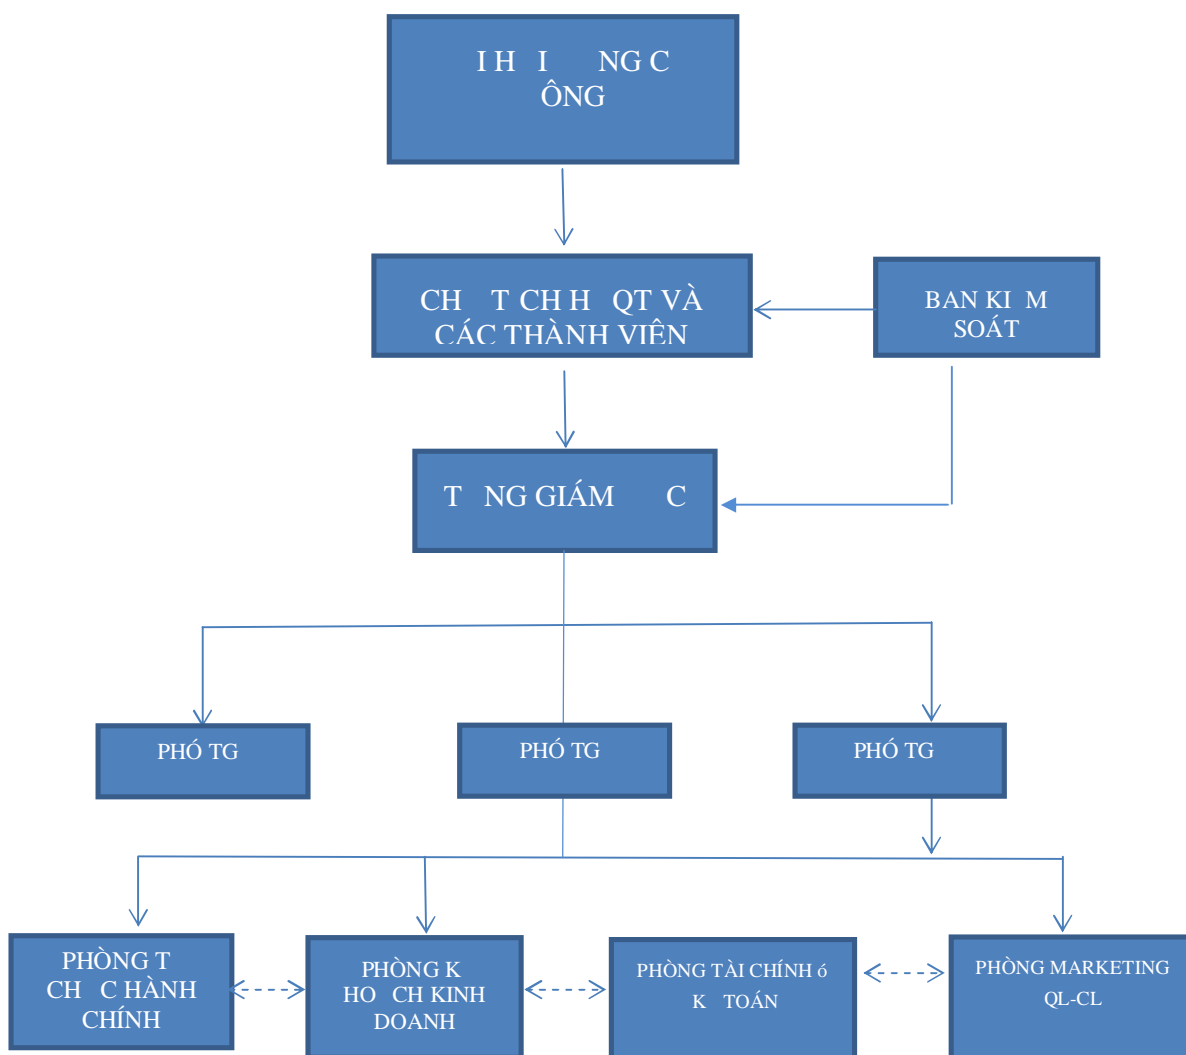 I H I NG C
ÔNG
CH T CH H QT VÀ
CÁC THÀNH VIÊN
BAN KI M
SOÁT
T NG GIÁM C
PHÓ TG
PHÓ TG
PHÓ TG
PHÒNG T
CH C HÀNH
CHÍNH
PHÒNG K
HO CH KINH
DOANH
PHÒNG TÀI CHÍNH ó
K TOÁN
PHÒNG MARKETING
QL-CL